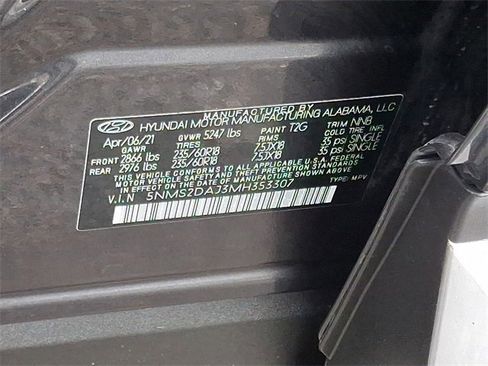 MANUFACTURED BY
HYUNDAI MOTOR MANUFACTURING ALABAMA, LLC
Apr/06/21 GVWR 5247 lbs PAINT T2G TRIM NNB
TIRES RIMS COLD TIRE INFL.
FRONT 2866 lbs 235/60R18 7.5JX18 35 psi SINGLE
REAR 2976 lbs 235/60R18 7.5JX18 35 psi SINGLE
THIS VEHICLE CONFORMS TO ALL APPLICABLE U.S.A. FEDERAL
MOTOR VEHICLE SAFETY AND THEFT PREVENTION STANDARDS
IN EFFECT ON THE DATE OF MANUFACTURE SHOWN ABOVE.
V.I.N 5NMS2DAJ3MH353307 TYPE: MPV